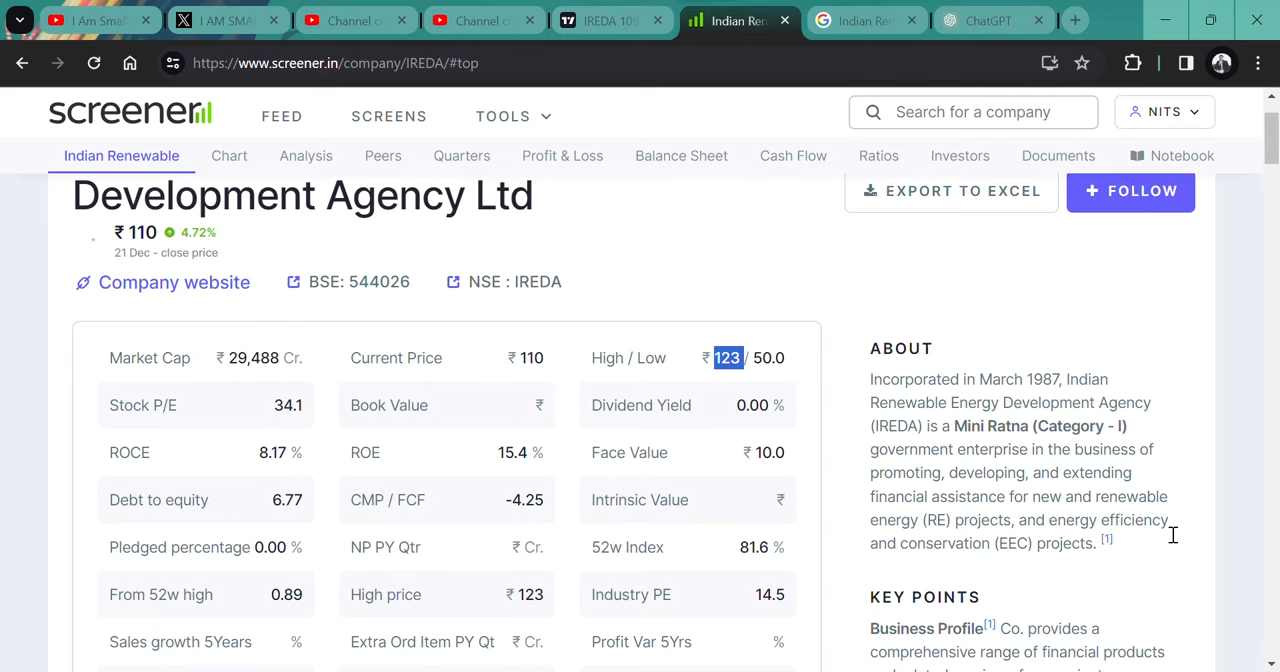 I Am Smal
I AM SMA
Channel c
Channel c
IREDA 109
Indian Ren
Indian Ren
ChatGPT
https://www.screener.in/company/IREDA/#top
screener
FEED
SCREENS
TOOLS
Search for a company
NITS
Indian Renewable
Chart
Analysis
Peers
Quarters
Profit & Loss
Balance Sheet
Cash Flow
Ratios
Investors
Documents
Notebook
Development Agency Ltd
EXPORT TO EXCEL
+ FOLLOW
₹ 110 4.72%
21 Dec - close price
Company website
BSE: 544026
NSE : IREDA
Market Cap ₹ 29,488 Cr.
Current Price ₹ 110
High / Low ₹ 123 / 50.0
Stock P/E 34.1
Book Value ₹
Dividend Yield 0.00 %
ROCE 8.17 %
ROE 15.4 %
Face Value ₹ 10.0
Debt to equity 6.77
CMP / FCF -4.25
Intrinsic Value ₹
Pledged percentage 0.00 %
NP PY Qtr ₹ Cr.
52w Index 81.6 %
From 52w high 0.89
High price ₹ 123
Industry PE 14.5
Sales growth 5Years %
Extra Ord Item PY Qt ₹ Cr.
Profit Var 5Yrs %
ABOUT
Incorporated in March 1987, Indian
Renewable Energy Development Agency
(IREDA) is a Mini Ratna (Category - I)
government enterprise in the business of
promoting, developing, and extending
financial assistance for new and renewable
energy (RE) projects, and energy efficiency
and conservation (EEC) projects. [1]
KEY POINTS
Business Profile[1] Co. provides a
comprehensive range of financial products